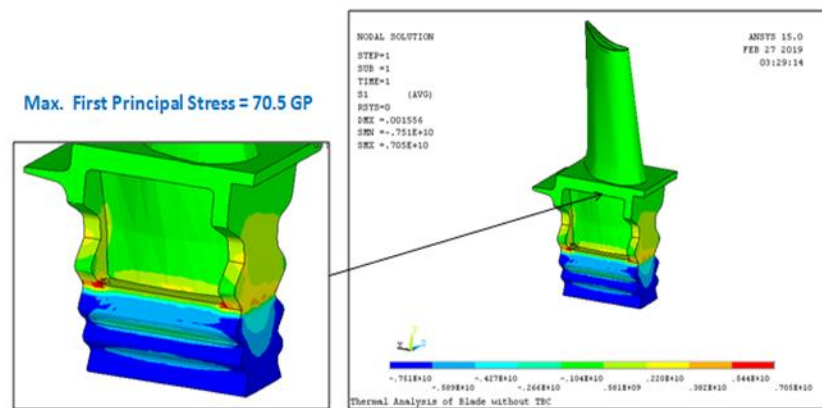 Max. First Principal Stress = 70.5 GP
NODAL SOLUTION
STEP=1
SUB =1
TIME=1
S1 (AVG)
RSYS=0
DMX =.001556
SMN =-.751E+10
SMX =.705E+10
ANSYS 15.0
FEB 27 2019
03:29:14
-.751E+10 -.589E+10 -.427E+10 -.266E+10 -.104E+10 .581E+09 .220E+10 .382E+10 .544E+10 .705E+10
Thermal Analysis of Blade without TBC